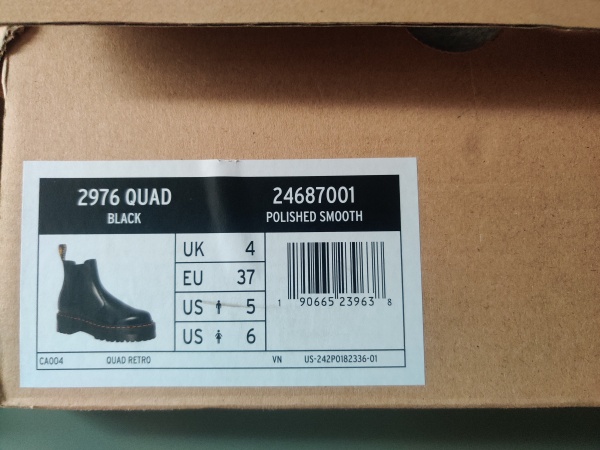 2976 QUAD
BLACK
24687001
POLISHED SMOOTH
UK 4
EU 37
US 5
US 6
1 90665 23963 8
CA004 QUAD RETRO VN US-242P0182336-01